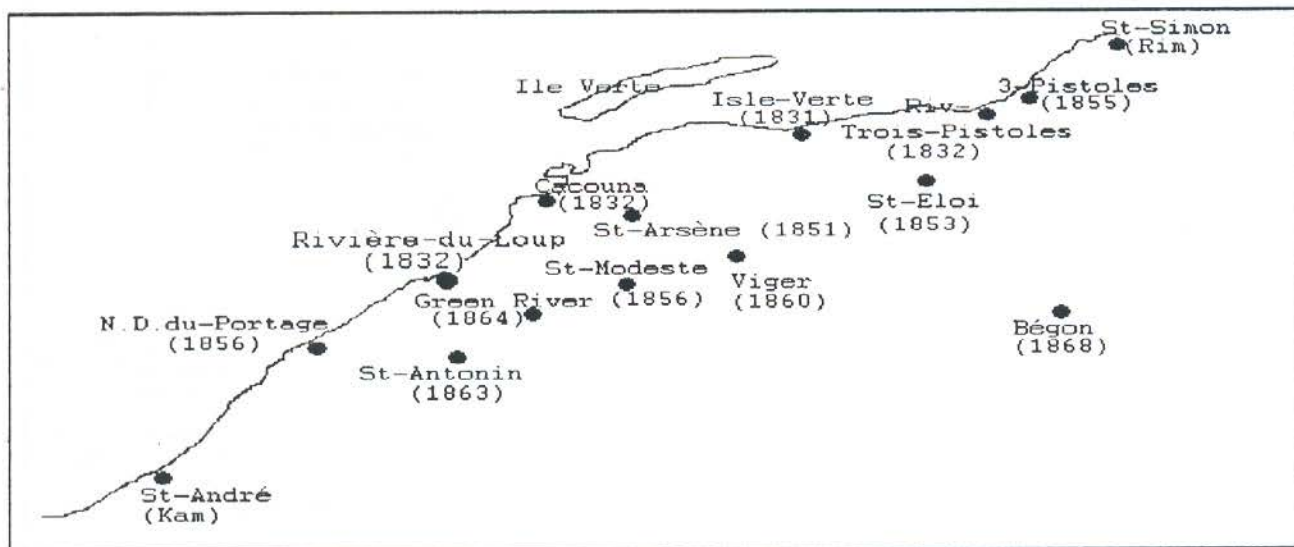 St-Simon
(Rim)
3-Pistoles
(1855)
Ile Verte
Isle-Verte
(1831)
Riv-
Trois-Pistoles
(1832)
St-Eloi
(1853)
Cacouna
(1832)
St-Arsène (1851)
Rivière-du-Loup
(1832)
St-Modeste
(1856)
Viger
(1860)
Green River
(1864)
N.D.du-Portage
(1856)
Bégon
(1868)
St-Antonin
(1863)
St-André
(Kam)